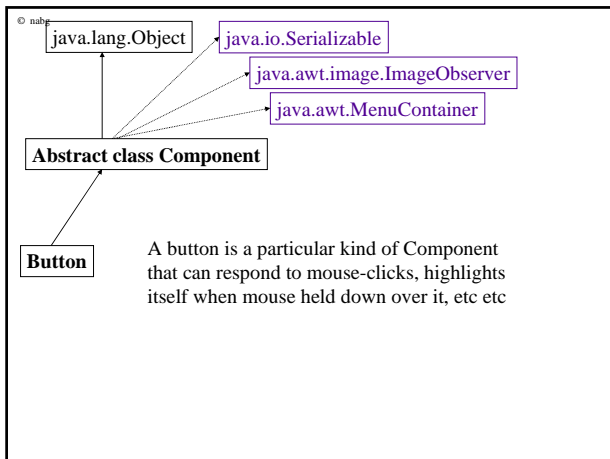 © nabg
java.lang.Object
java.io.Serializable
java.awt.image.ImageObserver
java.awt.MenuContainer
Abstract class Component
Button
A button is a particular kind of Component
that can respond to mouse-clicks, highlights
itself when mouse held down over it, etc etc